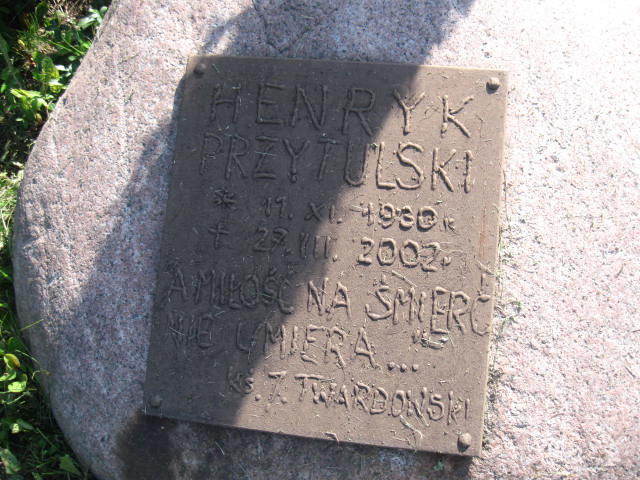 HENRYK
PRZYTULSKI
* 11. XI. 1930 R
+ 27. III. 2002 R
A MIŁOŚĆ NA ŚMIERĆ
NIE UMIERA..."
KS. J. TWARDOWSKI